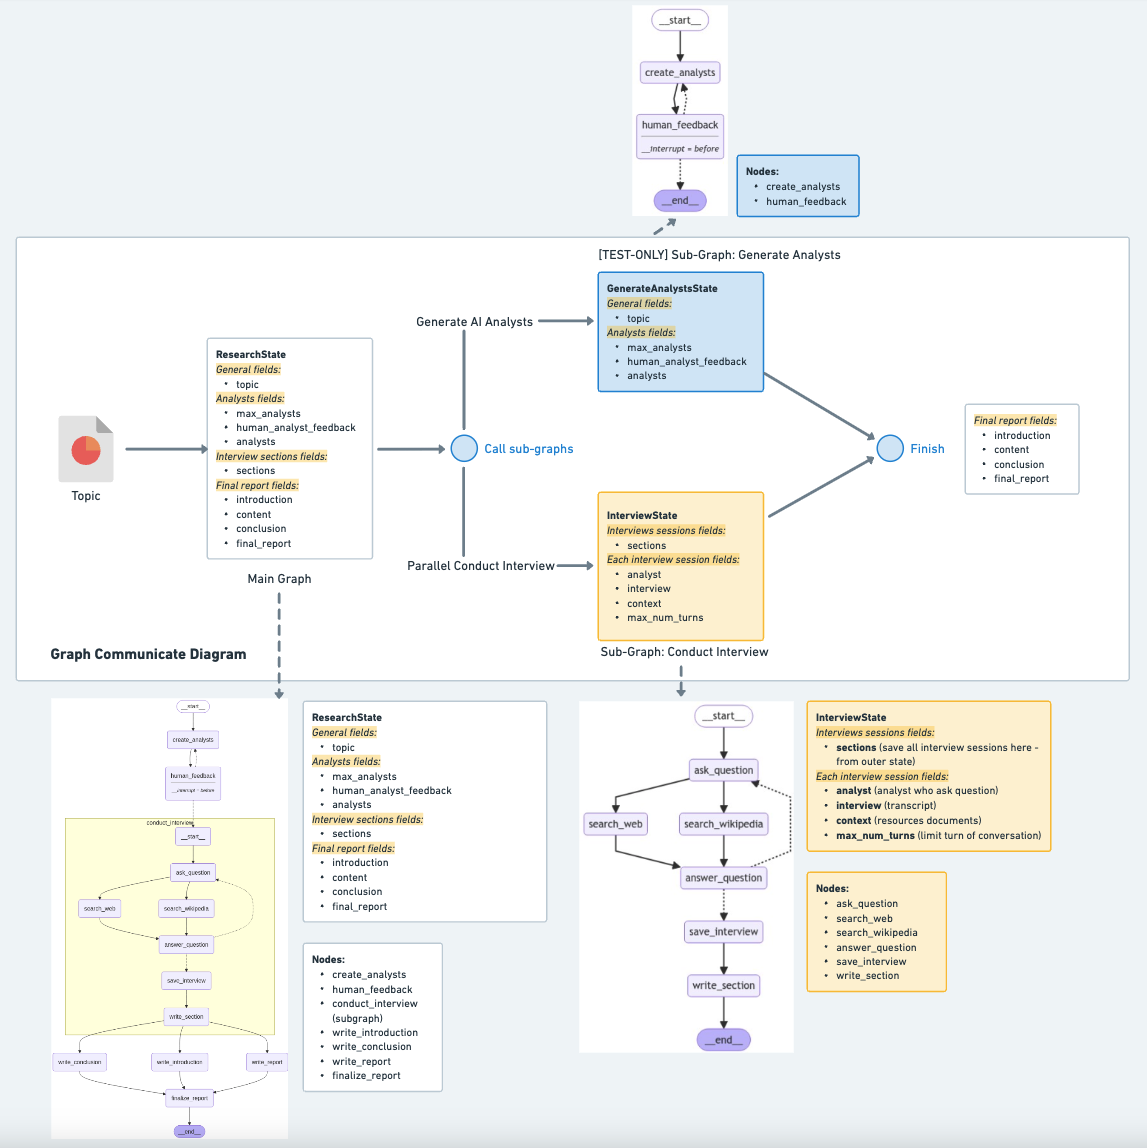 __start__
create_analysts
human_feedback
__interrupt = before
__end__
Nodes:
• create_analysts
• human_feedback
[TEST-ONLY] Sub-Graph: Generate Analysts
GenerateAnalystsState
General fields:
• topic
Analysts fields:
• max_analysts
• human_analyst_feedback
• analysts
Generate AI Analysts
ResearchState
General fields:
• topic
Analysts fields:
• max_analysts
• human_analyst_feedback
• analysts
Interview sections fields:
• sections
Final report fields:
• introduction
• content
• conclusion
• final_report
Topic
Main Graph
Call sub-graphs
Finish
Final report fields:
• introduction
• content
• conclusion
• final_report
Parallel Conduct Interview
InterviewState
Interviews sessions fields:
• sections
Each interview session fields:
• analyst
• interview
• context
• max_num_turns
Sub-Graph: Conduct Interview
Graph Communicate Diagram
__start__
create_analysts
human_feedback
__interrupt = before
conduct_interview
__start__
ask_question
search_web
search_wikipedia
answer_question
save_interview
write_section
write_conclusion
write_introduction
write_report
finalize_report
__end__
ResearchState
General fields:
• topic
Analysts fields:
• max_analysts
• human_analyst_feedback
• analysts
Interview sections fields:
• sections
Final report fields:
• introduction
• content
• conclusion
• final_report
Nodes:
• create_analysts
• human_feedback
• conduct_interview
(subgraph)
• write_introduction
• write_conclusion
• write_report
• finalize_report
__start__
ask_question
search_web
search_wikipedia
answer_question
save_interview
write_section
__end__
InterviewState
Interviews sessions fields:
• sections (save all interview sessions here -
from outer state)
Each interview session fields:
• analyst (analyst who ask question)
• interview (transcript)
• context (resources documents)
• max_num_turns (limit turn of conversation)
Nodes:
• ask_question
• search_web
• search_wikipedia
• answer_question
• save_interview
• write_section